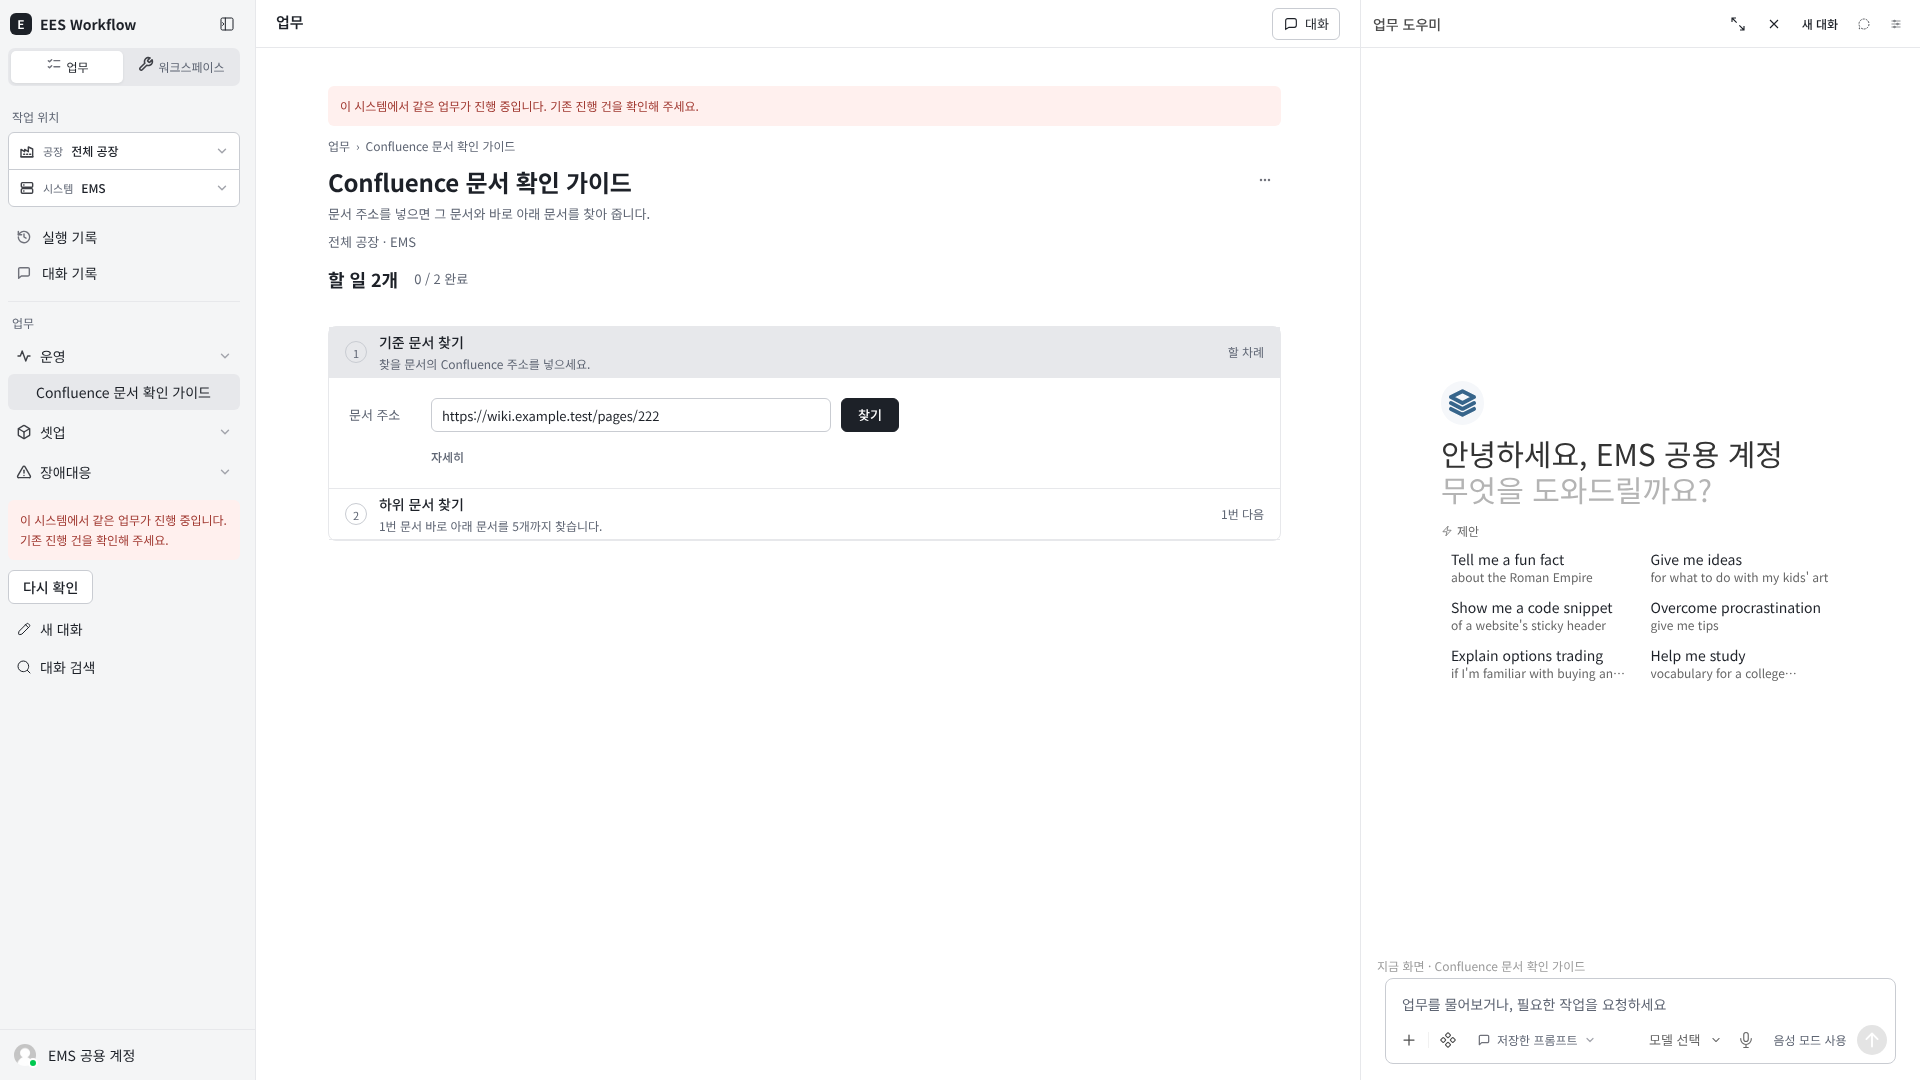 E EES Workflow
업무
워크스페이스
작업 위치
공장 전체 공장
시스템 EMS
실행 기록
대화 기록
업무
운영
Confluence 문서 확인 가이드
셋업
장애대응
이 시스템에서 같은 업무가 진행 중입니다.
기존 진행 건을 확인해 주세요.
다시 확인
새 대화
대화 검색
EMS 공용 계정
업무
대화
이 시스템에서 같은 업무가 진행 중입니다. 기존 진행 건을 확인해 주세요.
업무 › Confluence 문서 확인 가이드
Confluence 문서 확인 가이드
문서 주소를 넣으면 그 문서와 바로 아래 문서를 찾아 줍니다.
전체 공장 · EMS
할 일 2개 0 / 2 완료
1 기준 문서 찾기
찾을 문서의 Confluence 주소를 넣으세요.
할 차례
문서 주소 https://wiki.example.test/pages/222 찾기
자세히
2 하위 문서 찾기
1번 문서 바로 아래 문서를 5개까지 찾습니다.
1번 다음
업무 도우미
새 대화
안녕하세요, EMS 공용 계정
무엇을 도와드릴까요?
제안
Tell me a fun fact
about the Roman Empire
Give me ideas
for what to do with my kids' art
Show me a code snippet
of a website's sticky header
Overcome procrastination
give me tips
Explain options trading
if I'm familiar with buying an…
Help me study
vocabulary for a college…
지금 화면 · Confluence 문서 확인 가이드
업무를 물어보거나, 필요한 작업을 요청하세요
저장한 프롬프트
모델 선택
음성 모드 사용